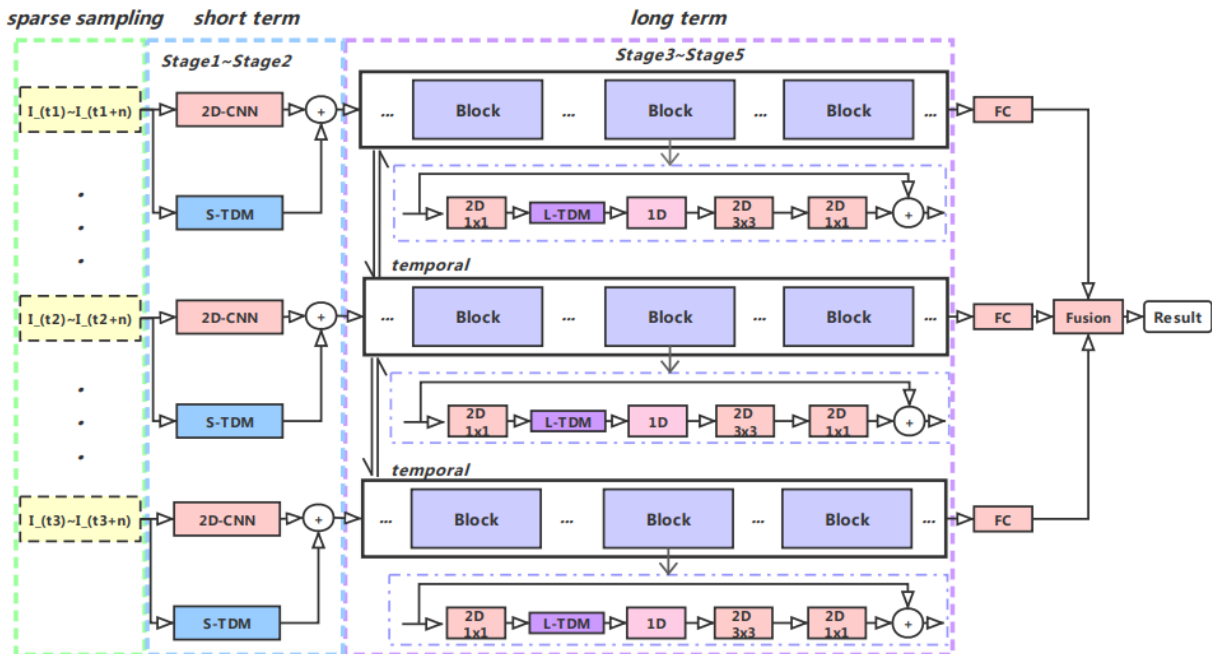 sparse sampling short term long term
Stage1~Stage2 Stage3~Stage5
I_(t1)~I_(t1+n) 2D-CNN + ... Block ... Block ... Block ... FC
S-TDM 2D 1x1 L-TDM 1D 2D 3x3 2D 1x1 +
temporal
I_(t2)~I_(t2+n) 2D-CNN + ... Block ... Block ... Block ... FC Fusion Result
S-TDM 2D 1x1 L-TDM 1D 2D 3x3 2D 1x1 +
temporal
I_(t3)~I_(t3+n) 2D-CNN + ... Block ... Block ... Block ... FC
S-TDM 2D 1x1 L-TDM 1D 2D 3x3 2D 1x1 +